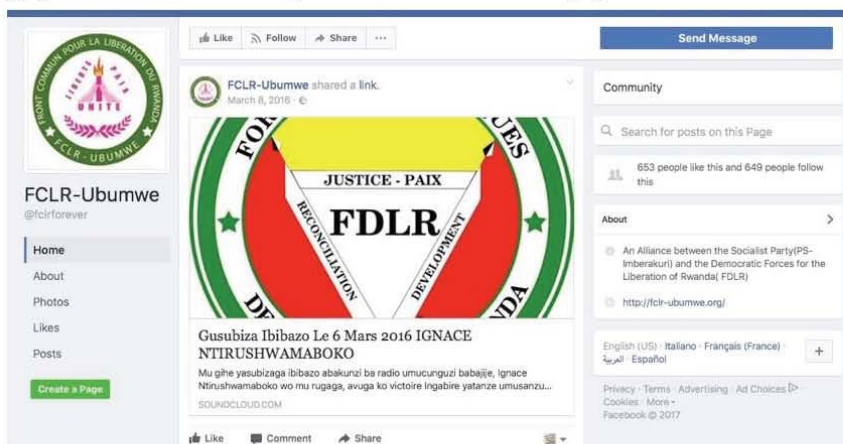 FRONT COMMUN POUR LA LIBERATION DU RWANDA
LIBERTE PAIX
UNITE
FCLR - UBUMWE
FCLR-Ubumwe
@fclrforever
Home
About
Photos
Likes
Posts
Create a Page
Like Follow Share
FCLR-Ubumwe shared a link.
March 8, 2016
JUSTICE - PAIX
FDLR
RECONCILIATION
DEVELOPMENT
Gusubiza Ibibazo Le 6 Mars 2016 IGNACE
NTIRUSHWAMABOKO
Mu gihe yasubizaga ibibazo abakunzi ba radio umucunguzi babajije, Ignace
Ntirushwamaboko wo mu rugaga, avuga ko victoire Ingabire yatanze umusanzu...
SOUNDCLOUD.COM
Like Comment Share
Send Message
Community
Search for posts on this Page
653 people like this and 649 people follow
this
About
An Alliance between the Socialist Party(PS-
Imberakuri) and the Democratic Forces for the
Liberation of Rwanda( FDLR)
http://fclr-ubumwe.org/
English (US) · Italiano · Français (France) ·
العربية · Español
Privacy · Terms · Advertising · Ad Choices
Cookies · More
Facebook © 2017